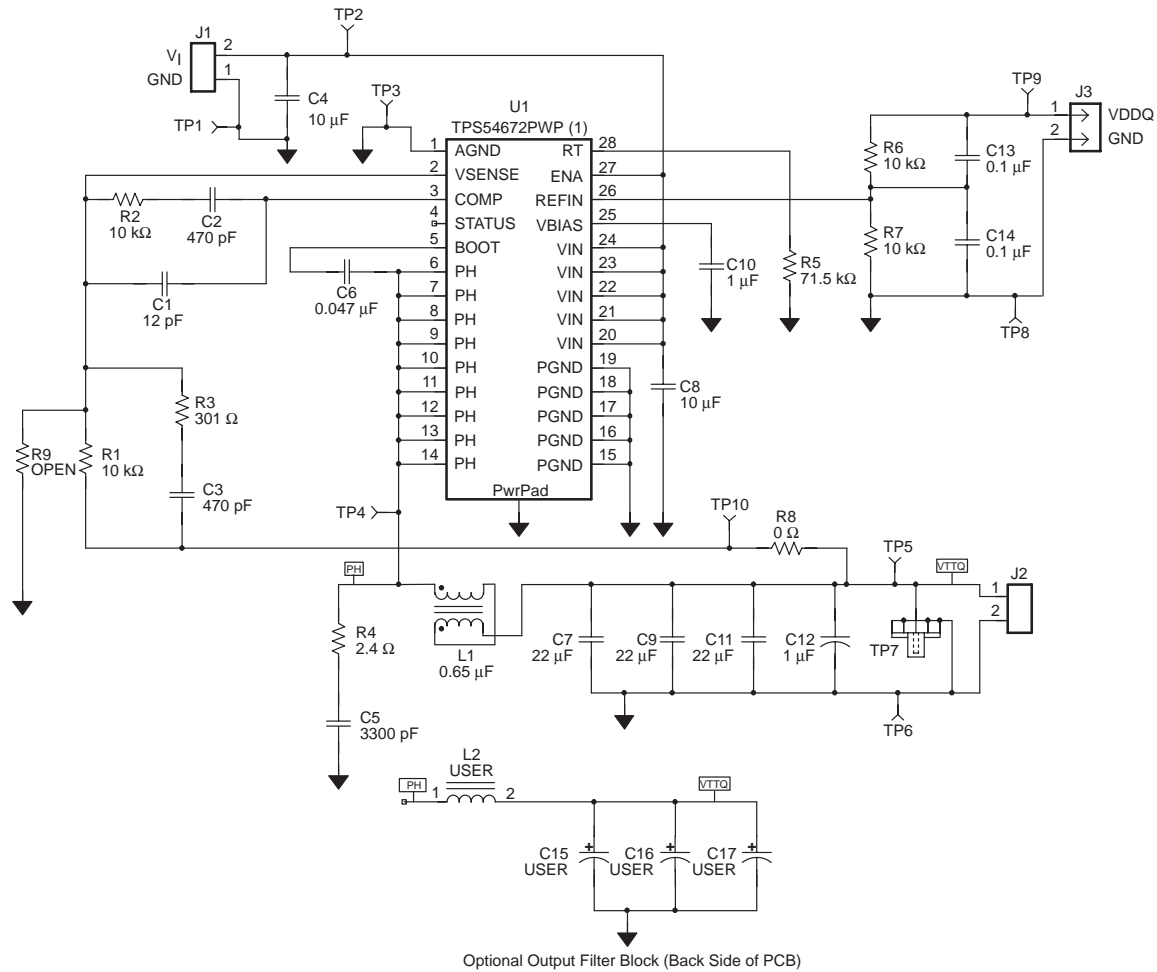 TP2
J1
VI
2
GND
1
TP1
C4
10 µF
TP3
U1
TPS54672PWP (1)
1 AGND
2 VSENSE
3 COMP
4 STATUS
5 BOOT
6 PH
7 PH
8 PH
9 PH
10 PH
11 PH
12 PH
13 PH
14 PH
RT 28
ENA 27
REFIN 26
VBIAS 25
VIN 24
VIN 23
VIN 22
VIN 21
VIN 20
PGND 19
PGND 18
PGND 17
PGND 16
PGND 15
PwrPad
TP9
J3
1 VDDQ
2 GND
R6
10 kΩ
C13
0.1 µF
R7
10 kΩ
C14
0.1 µF
TP8
R2
10 kΩ
C2
470 pF
C1
12 pF
C6
0.047 µF
C10
1 µF
R5
71.5 kΩ
C8
10 µF
R3
301 Ω
R9
OPEN
R1
10 kΩ
C3
470 pF
TP4
TP10
R8
0 Ω
TP5
VTTQ
J2
1
2
PH
R4
2.4 Ω
L1
0.65 µF
C7
22 µF
C9
22 µF
C11
22 µF
C12
1 µF
TP7
TP6
C5
3300 pF
L2
USER
PH
1
2
VTTQ
+
C15
USER
+
C16
USER
+
C17
USER
Optional Output Filter Block (Back Side of PCB)